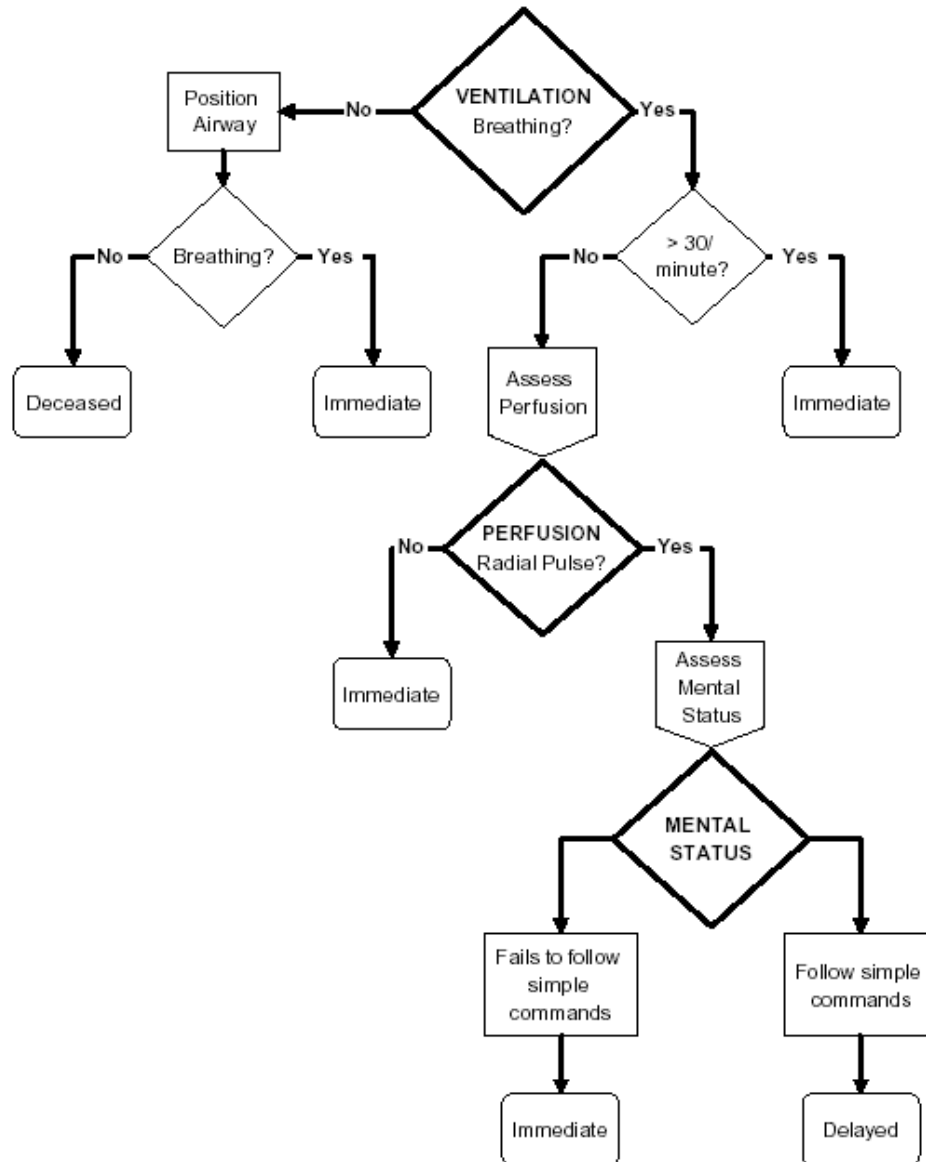 VENTILATION
Breathing?
No
Yes
Position
Airway
Breathing?
No
Yes
> 30/
minute?
No
Yes
Deceased
Immediate
Assess
Perfusion
Immediate
PERFUSION
Radial Pulse?
No
Yes
Immediate
Assess
Mental
Status
MENTAL
STATUS
Fails to follow
simple
commands
Follow simple
commands
Immediate
Delayed